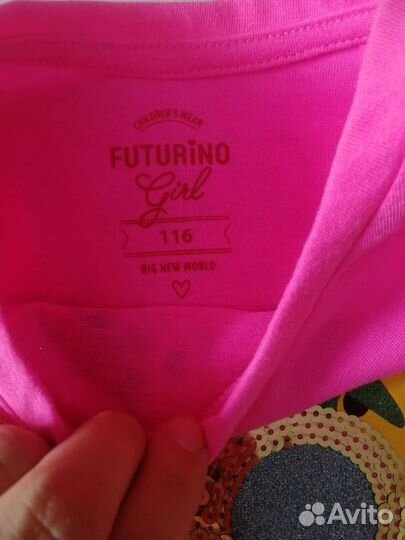 CHILDREN'S WEAR
FUTURINO
Girl
116
BIG NEW WORLD
Avito